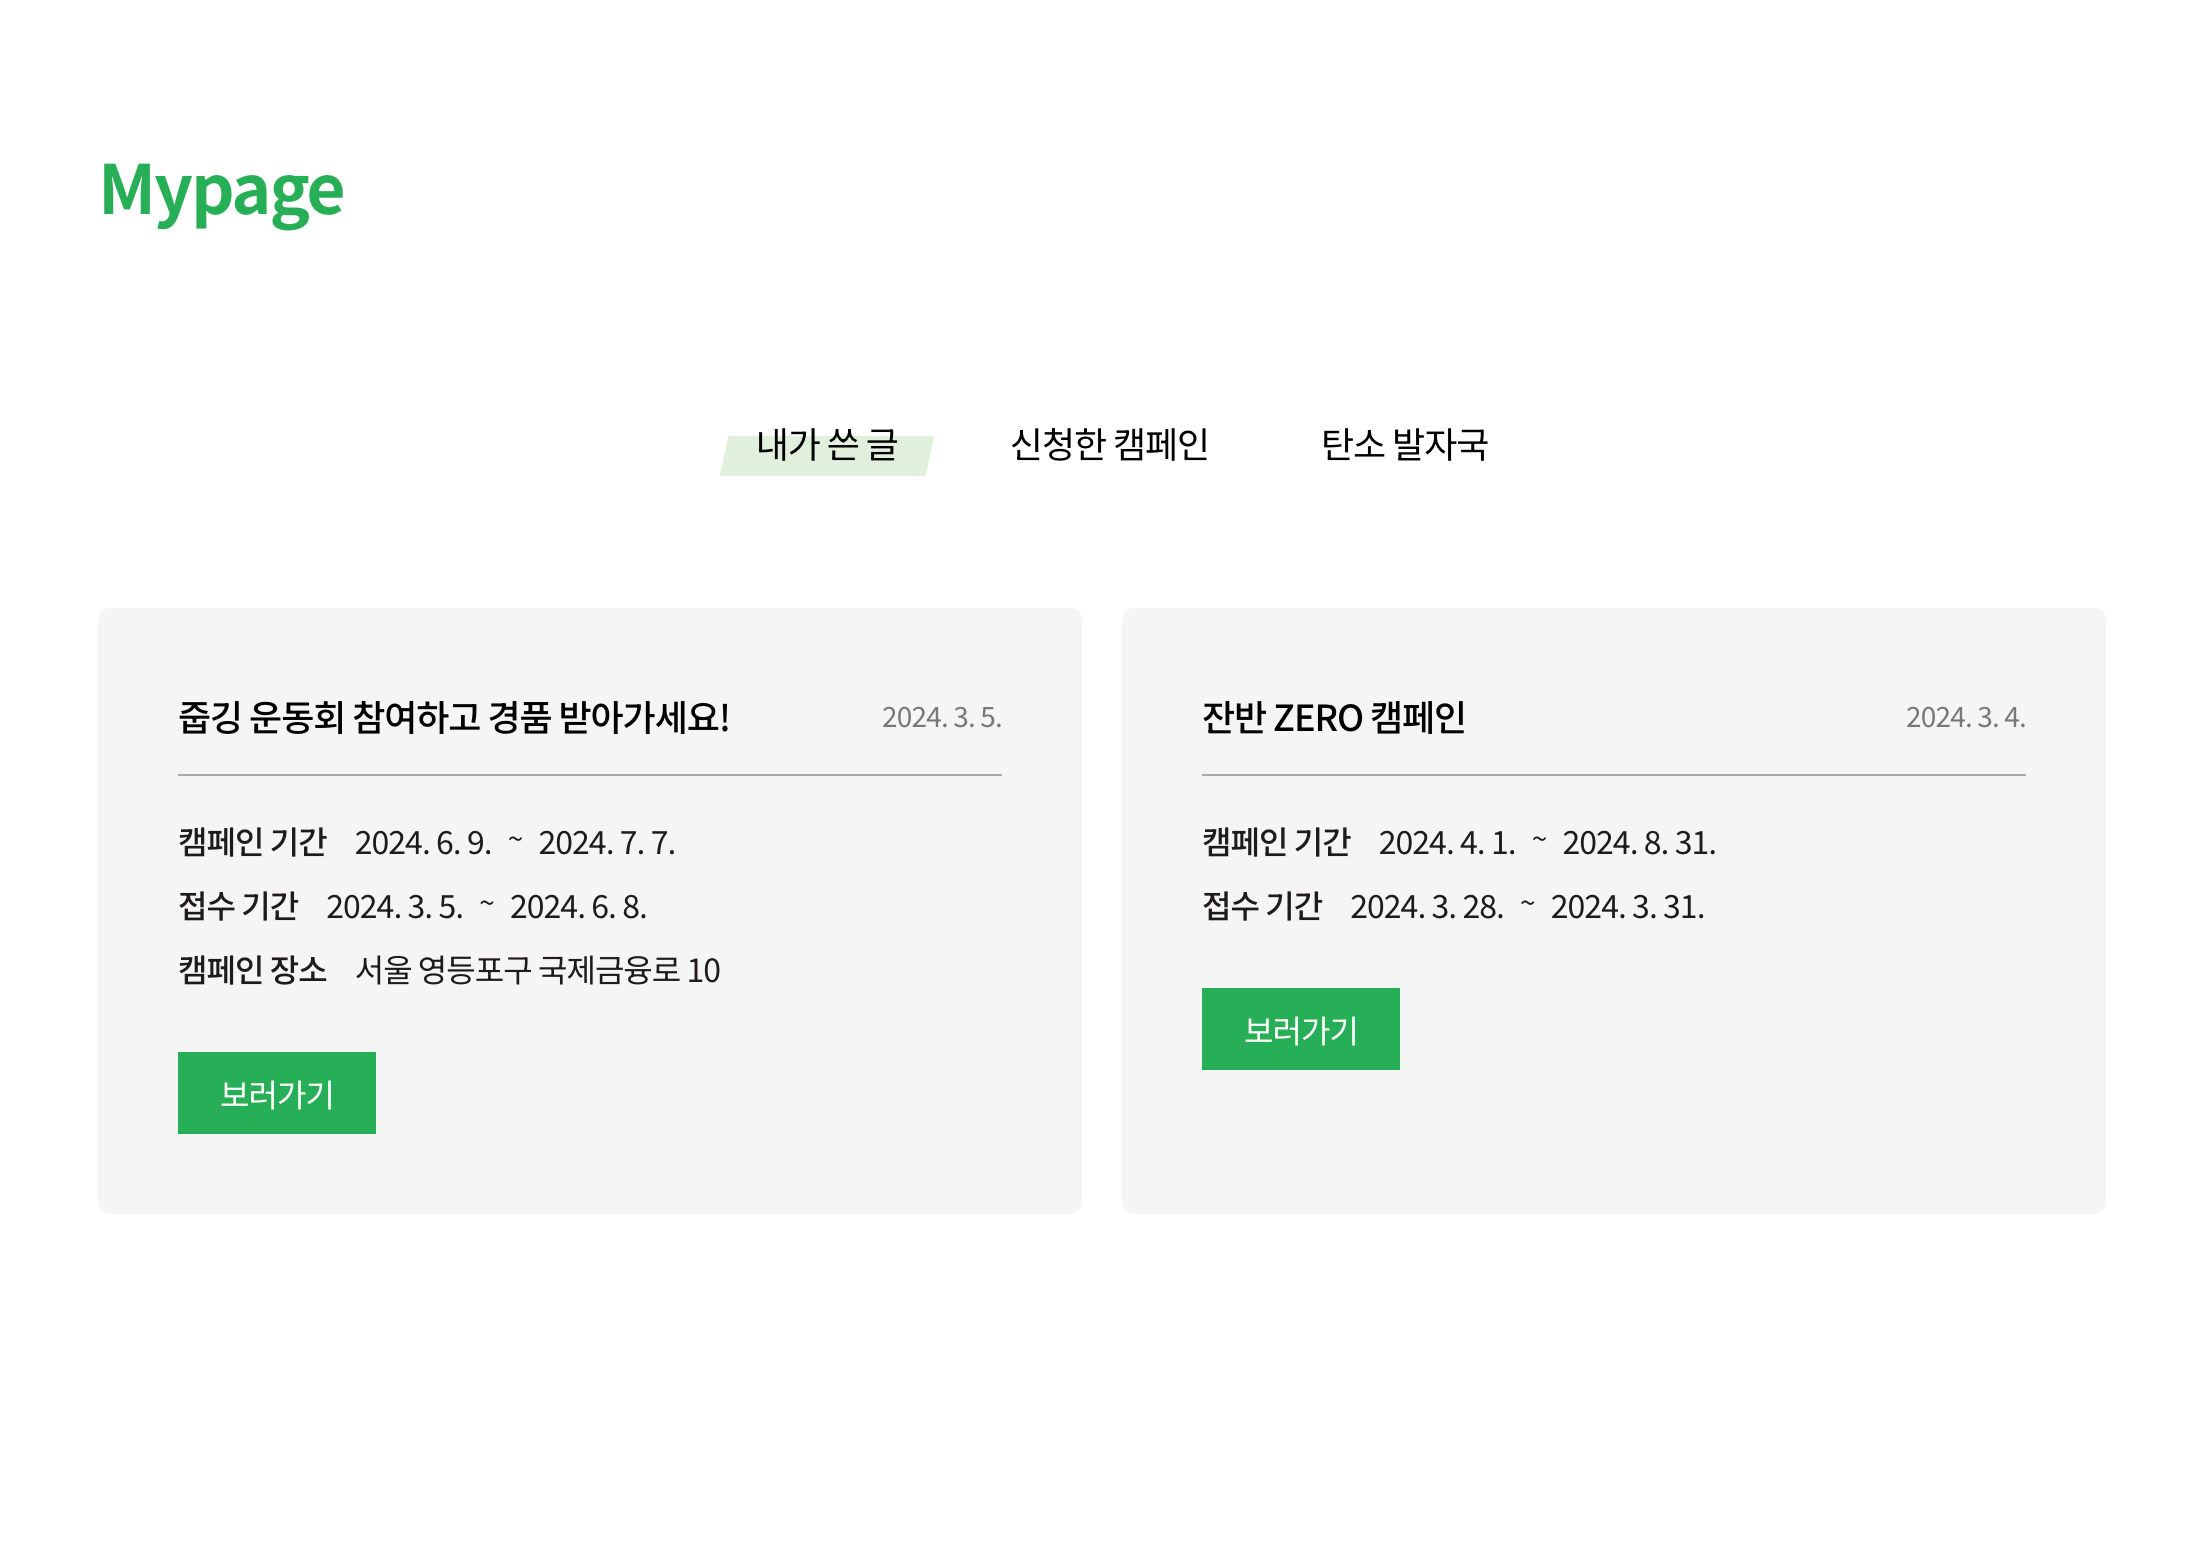 Mypage
내가 쓴 글 신청한 캠페인 탄소 발자국
줍깅 운동회 참여하고 경품 받아가세요! 2024. 3. 5.
캠페인 기간 2024. 6. 9. ~ 2024. 7. 7.
접수 기간 2024. 3. 5. ~ 2024. 6. 8.
캠페인 장소 서울 영등포구 국제금융로 10
보러가기
잔반 ZERO 캠페인 2024. 3. 4.
캠페인 기간 2024. 4. 1. ~ 2024. 8. 31.
접수 기간 2024. 3. 28. ~ 2024. 3. 31.
보러가기